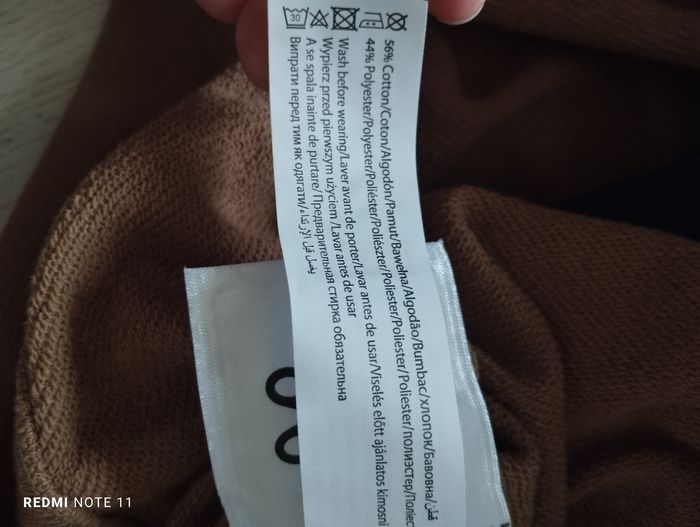 30
56% Cotton/Coton/Algodón/Pamut/Bawełna/Algodão/Bumbac/хлопок/Бавовна/قطن
44% Polyester/Polyester/Poliéster/Poliészter/Poliester/Poliester/Poliester/полиэстер/
Wash before wearing/Laver avant de porter/Lavar antes de usar/Viselés előtt ajánlatos kimosni
Wypierz przed pierwszym użyciem /Lavar antes de usar
A se spala inainte de purtare/Предварительная стирка обязательна
Випрати перед тим як одягати/يغسل قبل الإرتداء
REDMI NOTE 11